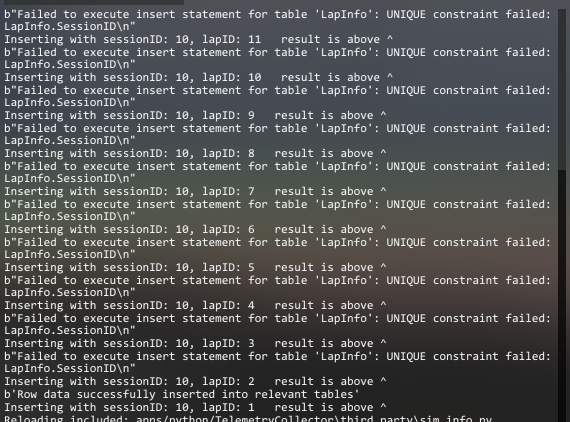 b"Failed to execute insert statement for table 'LapInfo': UNIQUE constraint failed:
LapInfo.SessionID\n"
Inserting with sessionID: 10, lapID: 11   result is above ^
b"Failed to execute insert statement for table 'LapInfo': UNIQUE constraint failed:
LapInfo.SessionID\n"
Inserting with sessionID: 10, lapID: 10   result is above ^
b"Failed to execute insert statement for table 'LapInfo': UNIQUE constraint failed:
LapInfo.SessionID\n"
Inserting with sessionID: 10, lapID: 9   result is above ^
b"Failed to execute insert statement for table 'LapInfo': UNIQUE constraint failed:
LapInfo.SessionID\n"
Inserting with sessionID: 10, lapID: 8   result is above ^
b"Failed to execute insert statement for table 'LapInfo': UNIQUE constraint failed:
LapInfo.SessionID\n"
Inserting with sessionID: 10, lapID: 7   result is above ^
b"Failed to execute insert statement for table 'LapInfo': UNIQUE constraint failed:
LapInfo.SessionID\n"
Inserting with sessionID: 10, lapID: 6   result is above ^
b"Failed to execute insert statement for table 'LapInfo': UNIQUE constraint failed:
LapInfo.SessionID\n"
Inserting with sessionID: 10, lapID: 5   result is above ^
b"Failed to execute insert statement for table 'LapInfo': UNIQUE constraint failed:
LapInfo.SessionID\n"
Inserting with sessionID: 10, lapID: 4   result is above ^
b"Failed to execute insert statement for table 'LapInfo': UNIQUE constraint failed:
LapInfo.SessionID\n"
Inserting with sessionID: 10, lapID: 3   result is above ^
b"Failed to execute insert statement for table 'LapInfo': UNIQUE constraint failed:
LapInfo.SessionID\n"
Inserting with sessionID: 10, lapID: 2   result is above ^
b'Row data successfully inserted into relevant tables'
Inserting with sessionID: 10, lapID: 1   result is above ^
Reloading included: apps/python/TelemetryCollector\third_party\sim_info.py